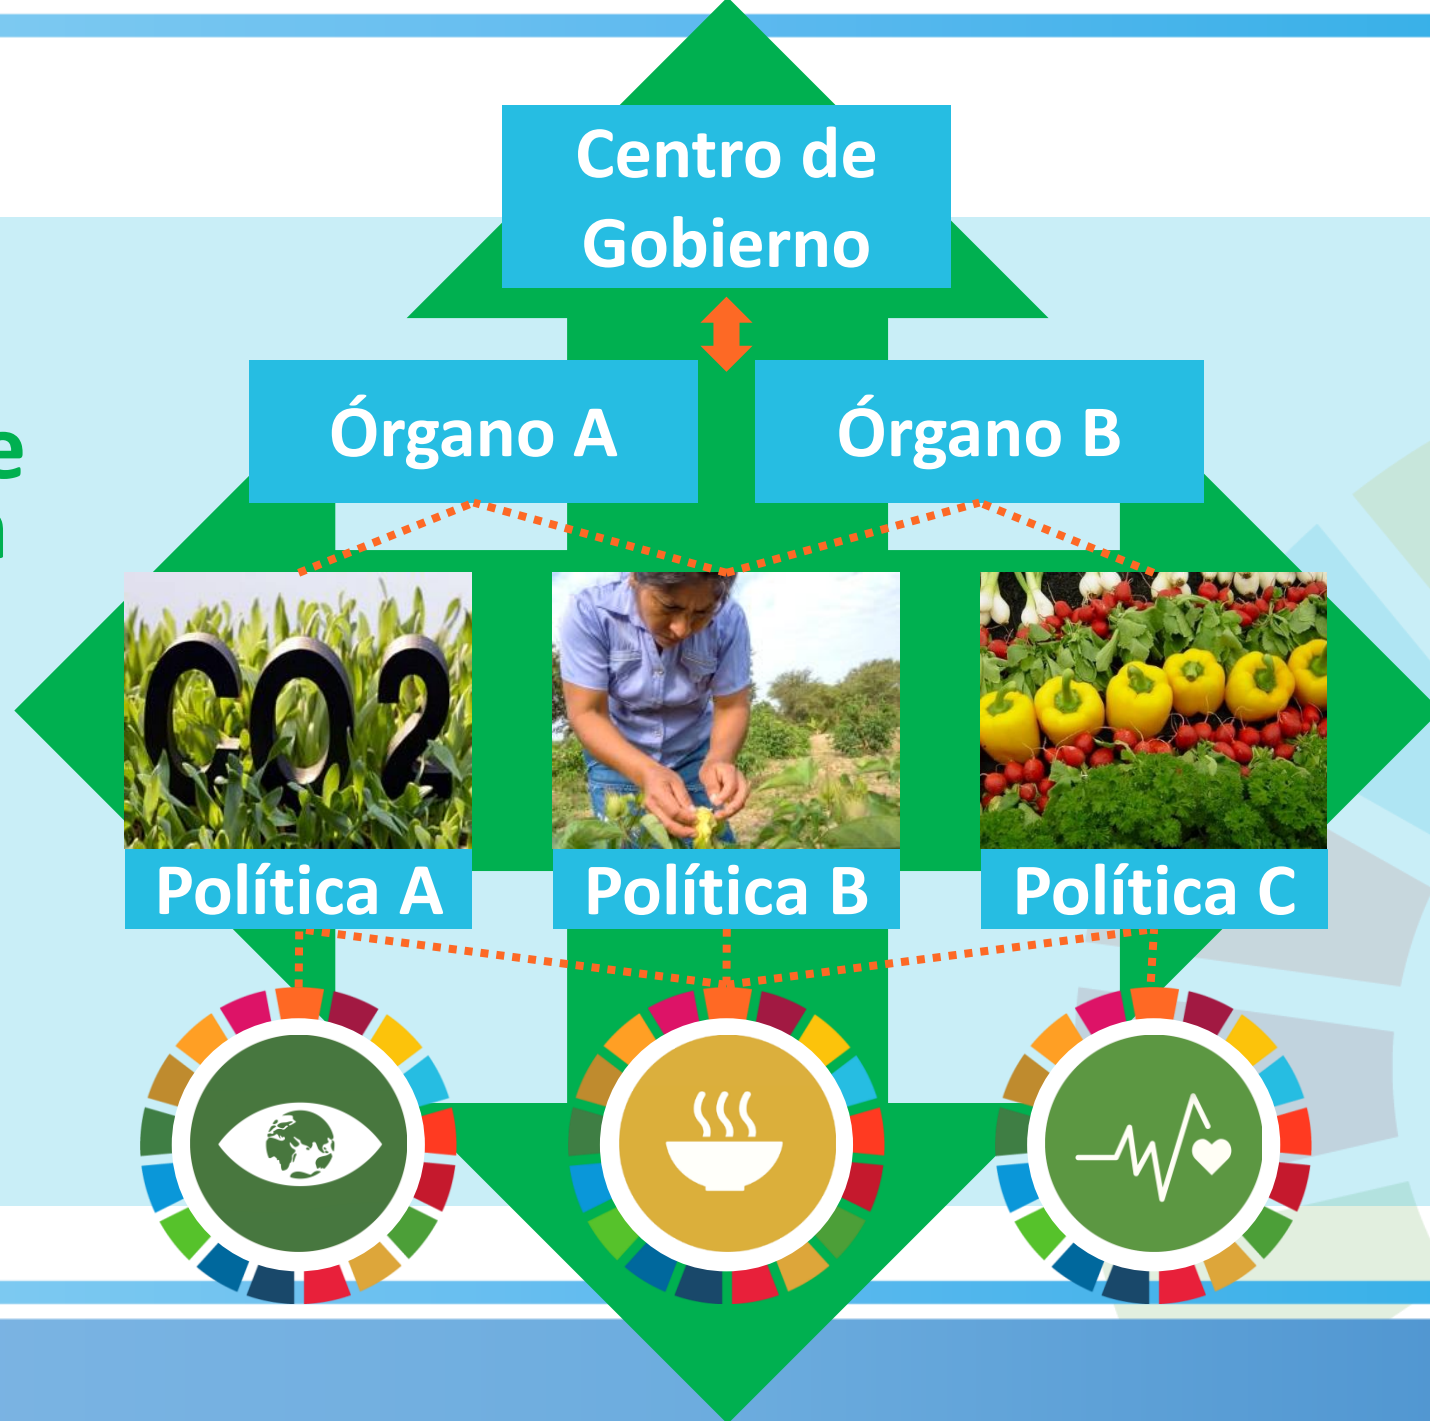 Centro de
Gobierno
Órgano A
Órgano B
CO2
Política A
Política B
Política C